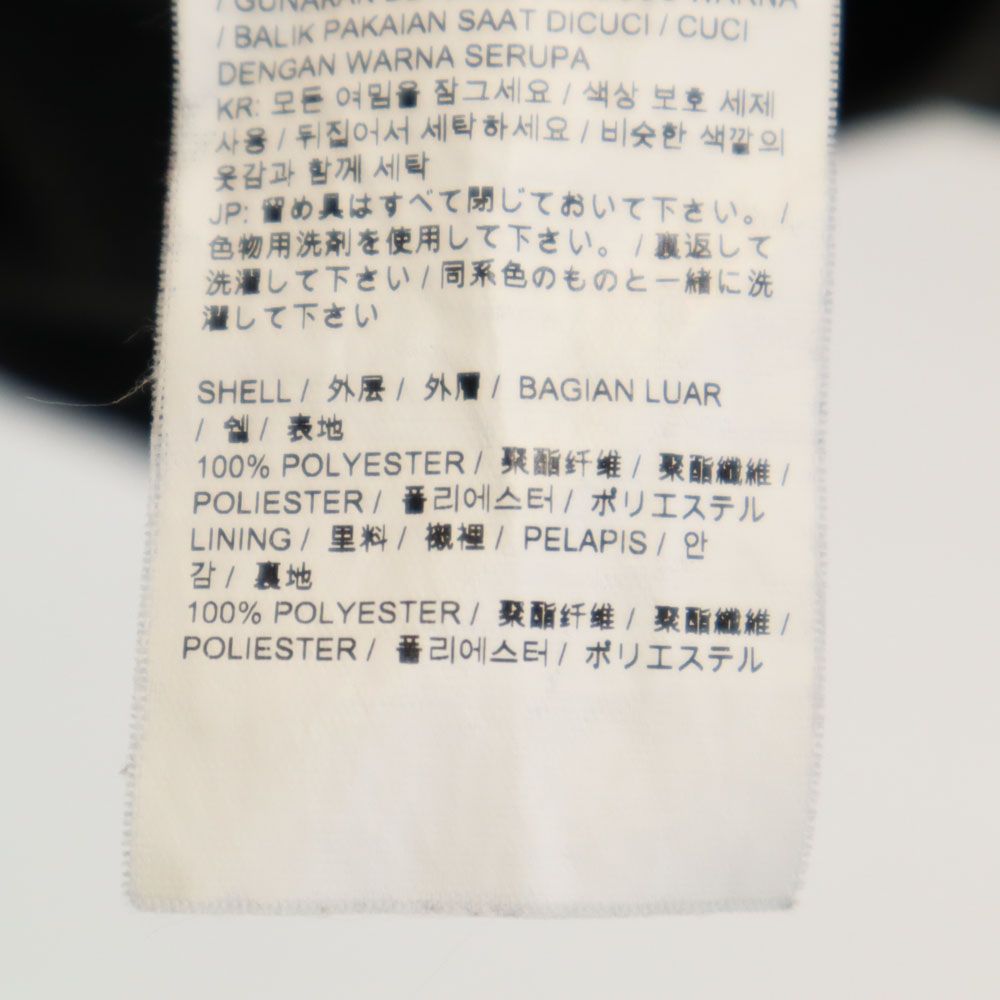 WARNA
/ BALIK PAKAIAN SAAT DICUCI / CUCI
DENGAN WARNA SERUPA
KR: 모든 여밈을 잠그세요 / 색상 보호 세제
사용 / 뒤집어서 세탁하세요 / 비슷한 색깔의
옷감과 함께 세탁
JP: 留め具はすべて閉じておいて下さい。 /
色物用洗剤を使用して下さい。 / 裏返して
洗濯して下さい / 同系色のものと一緒に洗
濯して下さい
SHELL / 外层 / 外層 / BAGIAN LUAR
/ 쉘 / 表地
100% POLYESTER / 聚酯纤维 / 聚酯纖維 /
POLIESTER / 폴리에스터 / ポリエステル
LINING / 里料 / 襯裡 / PELAPIS / 안
감 / 裏地
100% POLYESTER / 聚酯纤维 / 聚酯纖維 /
POLIESTER / 폴리에스터 / ポリエステル